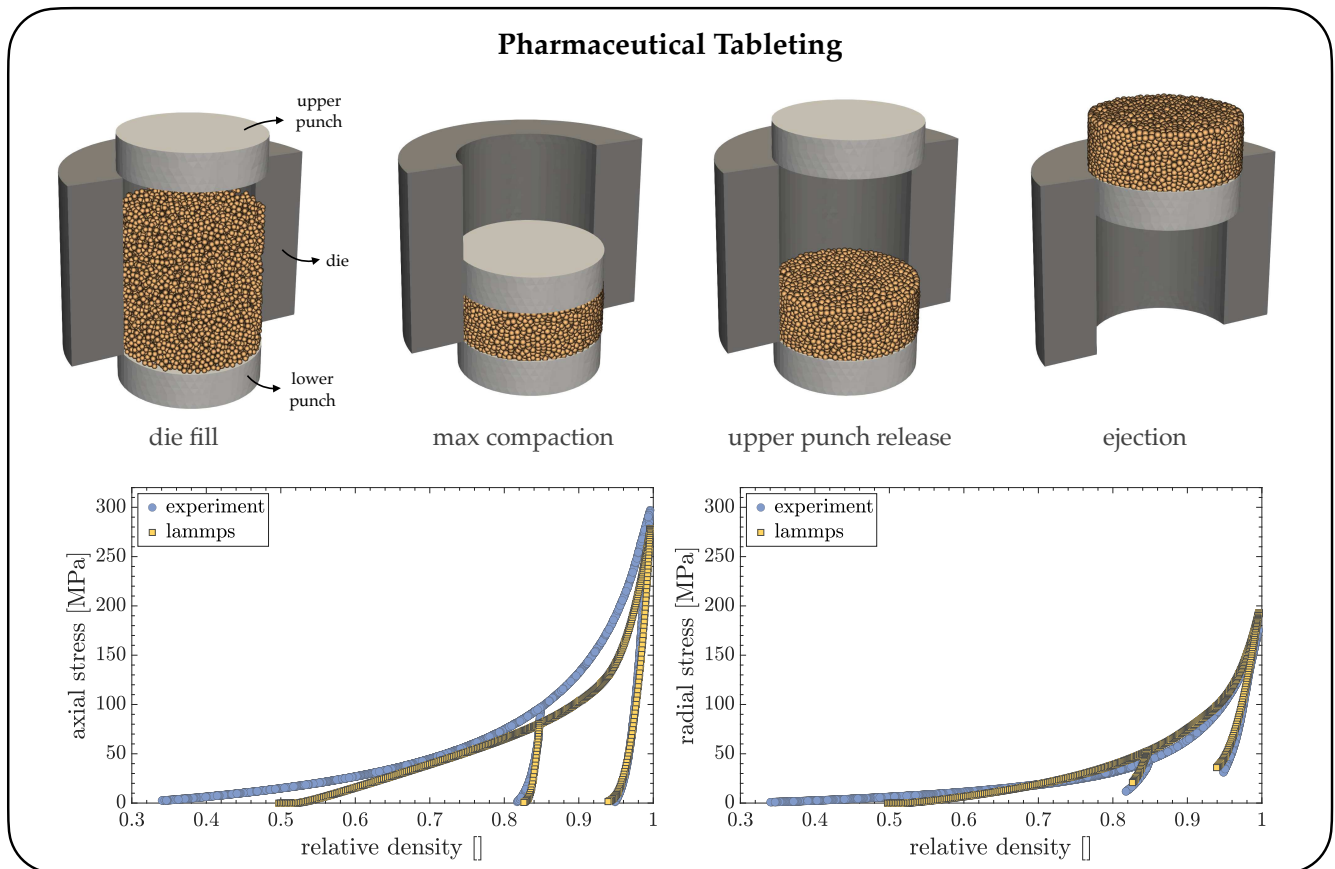 Pharmaceutical Tableting
upper
punch
die
lower
punch
die fill
max compaction
upper punch release
ejection
experiment
lammps
300
250
200
150
100
50
0
axial stress [MPa]
0.3 0.4 0.5 0.6 0.7 0.8 0.9 1
relative density []
experiment
lammps
300
250
200
150
100
50
0
radial stress [MPa]
0.3 0.4 0.5 0.6 0.7 0.8 0.9 1
relative density []